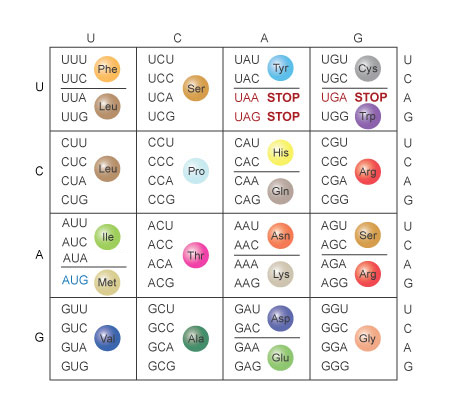 U C A G
U
UUU UUC Phe
UUA UUG Leu
UCU UCC UCA UCG Ser
UAU UAC Tyr
UAA STOP
UAG STOP
UGU UGC Cys
UGA STOP
UGG Trp
U C A G
C
CUU CUC CUA CUG Leu
CCU CCC CCA CCG Pro
CAU CAC His
CAA CAG Gln
CGU CGC CGA CGG Arg
U C A G
A
AUU AUC AUA Ile
AUG Met
ACU ACC ACA ACG Thr
AAU AAC Asn
AAA AAG Lys
AGU AGC Ser
AGA AGG Arg
U C A G
G
GUU GUC GUA GUG Val
GCU GCC GCA GCG Ala
GAU GAC Asp
GAA GAG Glu
GGU GGC GGA GGG Gly
U C A G